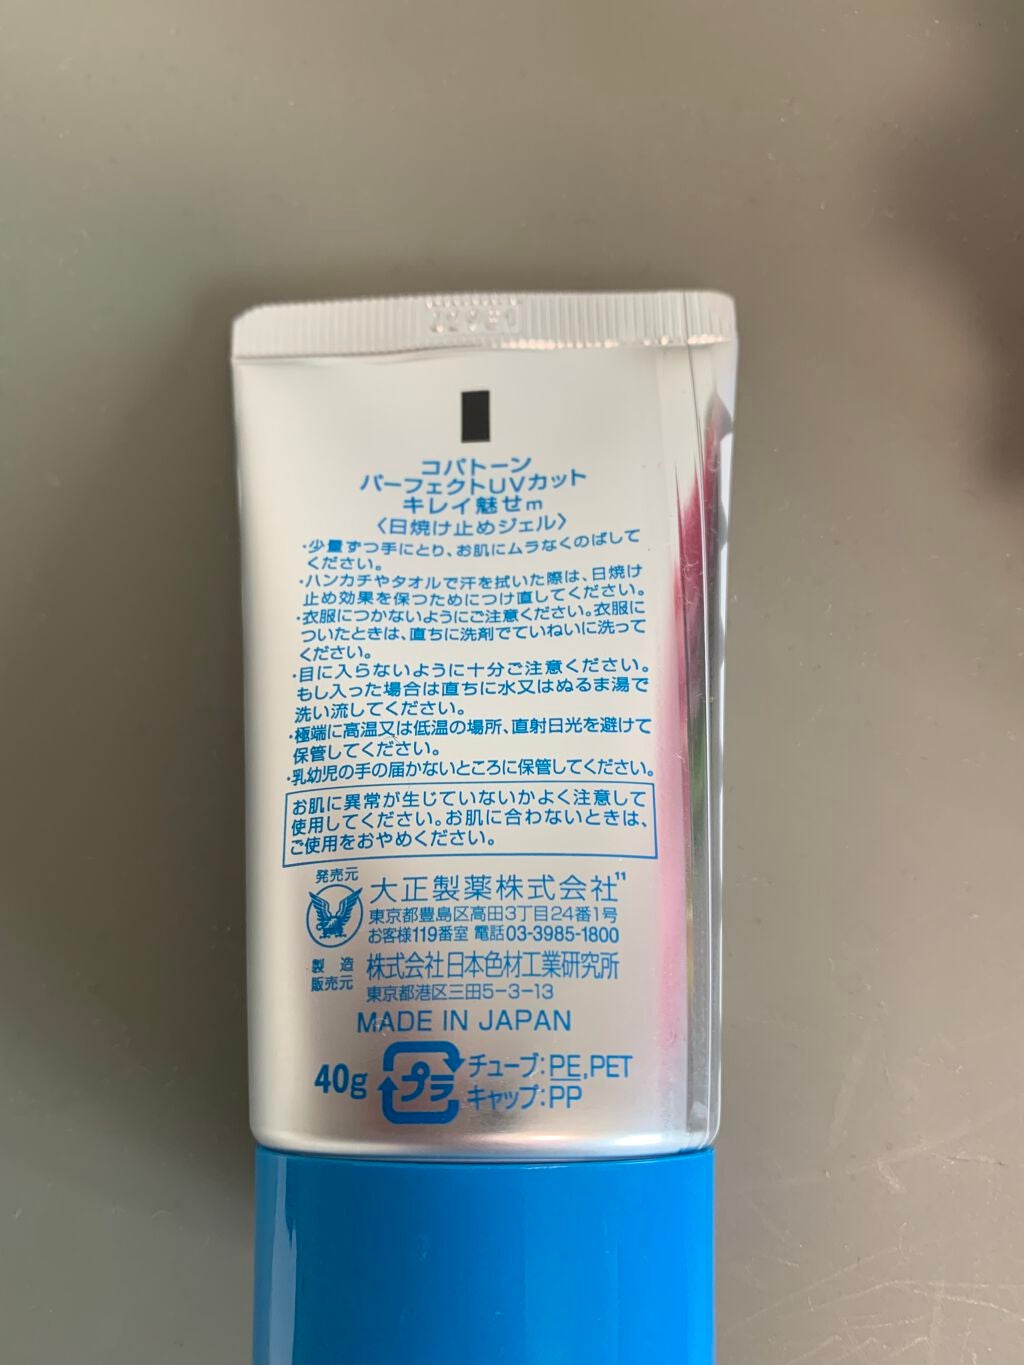 コパトーン
パーフェクトUVカット
キレイ魅せm
〈日焼け止めジェル〉
・少量ずつ手にとり、お肌にムラなくのばして
ください。
・ハンカチやタオルで汗を拭いた際は、日焼け
止め効果を保つためにつけ直してください。
・衣服につかないようにご注意ください。衣服に
ついたときは、直ちに洗剤でていねいに洗って
ください。
・目に入らないように十分ご注意ください。
もし入った場合は直ちに水又はぬるま湯で
洗い流してください。
・極端に高温又は低温の場所、直射日光を避けて
保管してください。
・乳幼児の手の届かないところに保管してください。
お肌に異常が生じていないかよく注意して
使用してください。お肌に合わないときは、
ご使用をおやめください。
発売元
大正製薬株式会社11
東京都豊島区高田3丁目24番1号
お客様119番室 電話03-3985-1800
製造
販売元
株式会社日本色材工業研究所
東京都港区三田5-3-13
MADE IN JAPAN
40g
プラ
チューブ:PE,PET
キャップ:PP